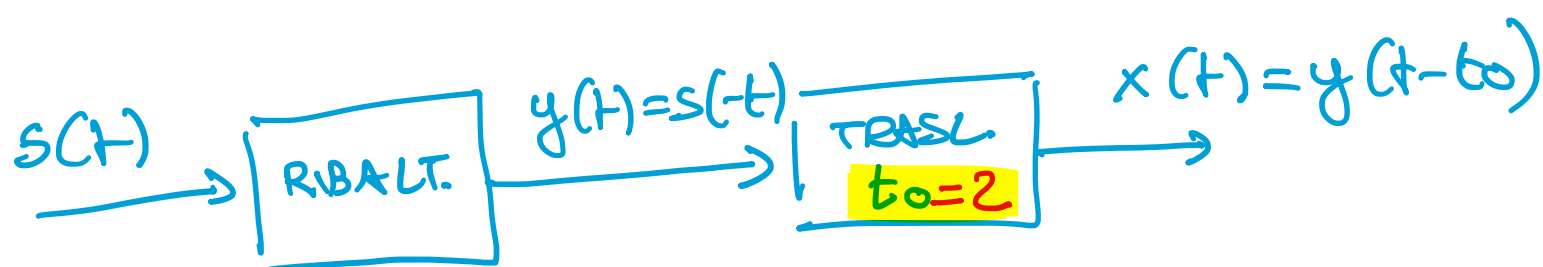 s(t)
RIBALT.
y(t)=s(-t)
TRASL.
to=2
x(t)=y(t-to)